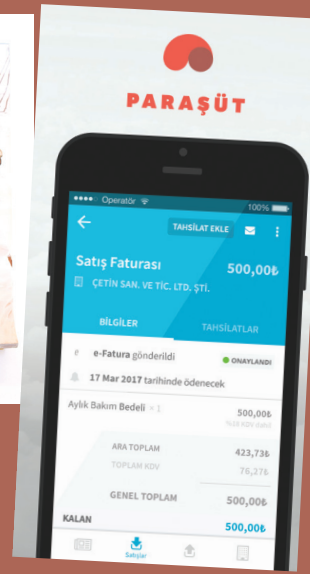 PARAŞÜT
Operatör 100%
TAHSİLAT EKLE
Satış Faturası 500,00₺
ÇETİN SAN. VE TİC. LTD. ŞTİ.
BİLGİLER TAHSİLATLAR
e e-Fatura gönderildi ONAYLANDI
17 Mar 2017 tarihinde ödenecek
Aylık Bakım Bedeli × 1 500,00₺
%18 KDV dahil
ARA TOPLAM 423,73₺
TOPLAM KDV 76,27₺
GENEL TOPLAM 500,00₺
KALAN 500,00₺
Satışlar